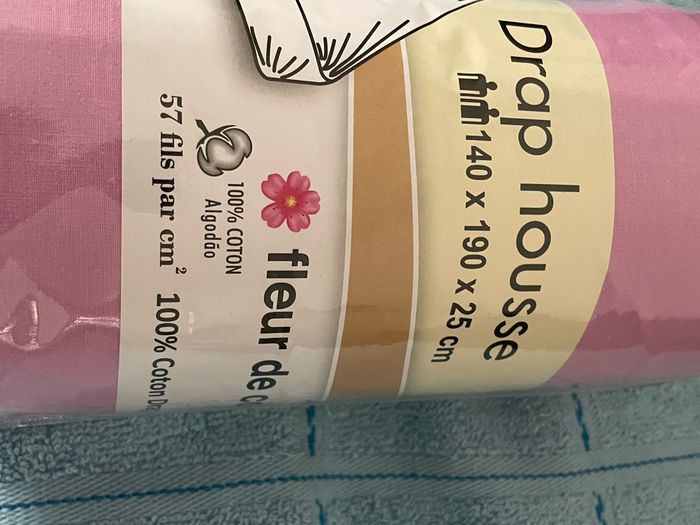 Drap housse
140 x 190 x 25 cm
fleur de
100% COTON
Algodão
57 fils par cm² 100% Coton